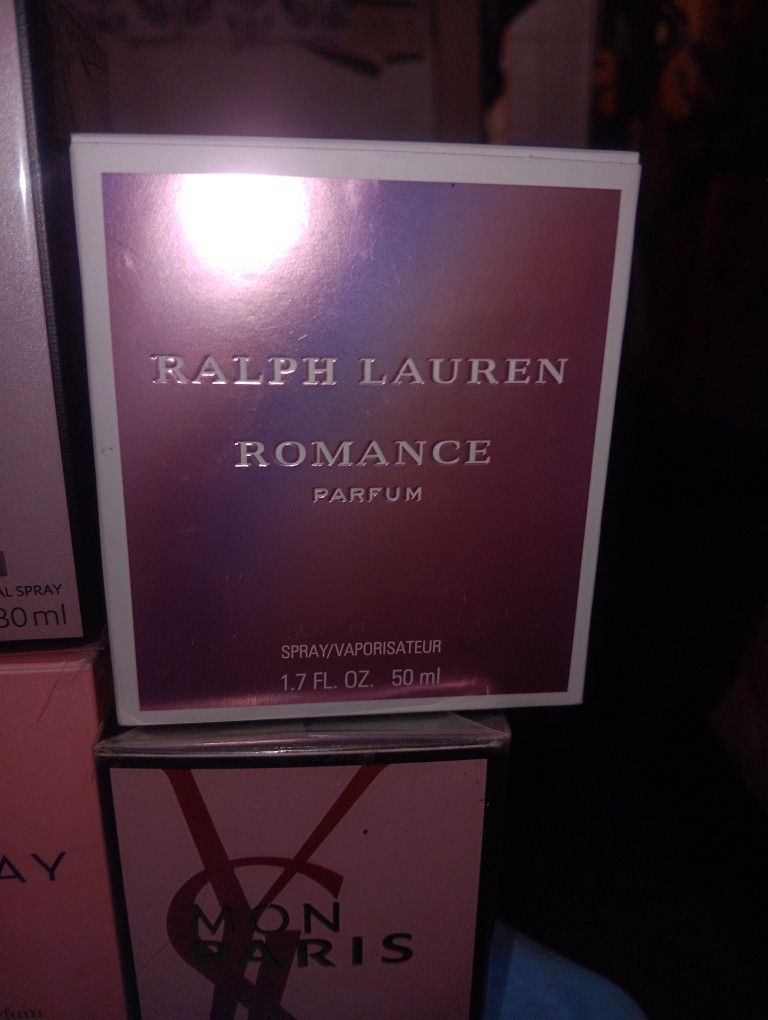 RALPH LAUREN
ROMANCE
PARFUM
SPRAY/VAPORISATEUR
1.7 FL. OZ. 50 ml
AL SPRAY
30 ml
AY
MON
PARIS